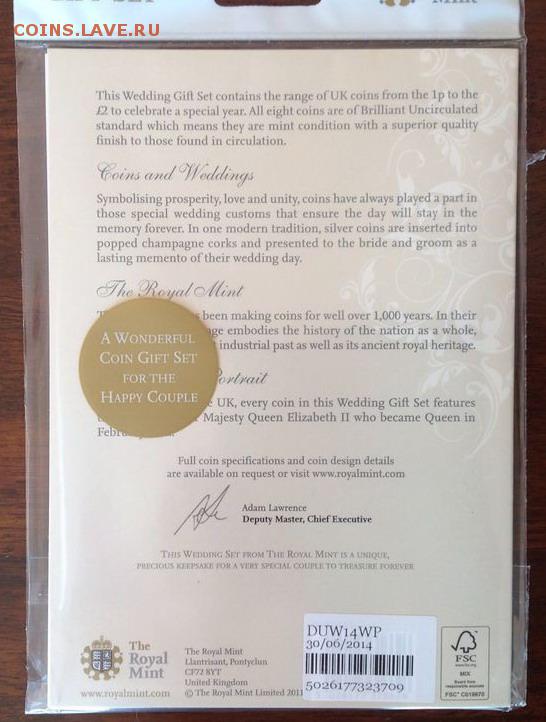 COINS.LAVE.RU
Mint
This Wedding Gift Set contains the range of UK coins from the 1p to the
£2 to celebrate a special year. All eight coins are of Brilliant Uncirculated
standard which means they are mint condition with a superior quality
finish to those found in circulation.
Coins and Weddings
Symbolising prosperity, love and unity, coins have always played a part in
those special wedding customs that ensure the day will stay in the
memory forever. In one modern tradition, silver coins are inserted into
popped champagne corks and presented to the bride and groom as a
lasting memento of their wedding day.
The Royal Mint
been making coins for well over 1,000 years. In their
embodies the history of the nation as a whole,
industrial past as well as its ancient royal heritage.
Portrait
UK, every coin in this Wedding Gift Set features
Majesty Queen Elizabeth II who became Queen in
A Wonderful
Coin Gift Set
for the
Happy Couple
Full coin specifications and coin design details
are available on request or visit www.royalmint.com
Adam Lawrence
Deputy Master, Chief Executive
This Wedding Set from The Royal Mint is a unique,
precious keepsake for a very special couple to treasure forever
The
Royal
Mint
www.royalmint.com
The Royal Mint
Llantrisant, Pontyclun
CF72 8YT
United Kingdom
© The Royal Mint Limited 2011
DUW14WP
30/06/2014
5026177323709
FSC
www.fsc.org
MIX
Board from
responsible sources
FSC® C019870